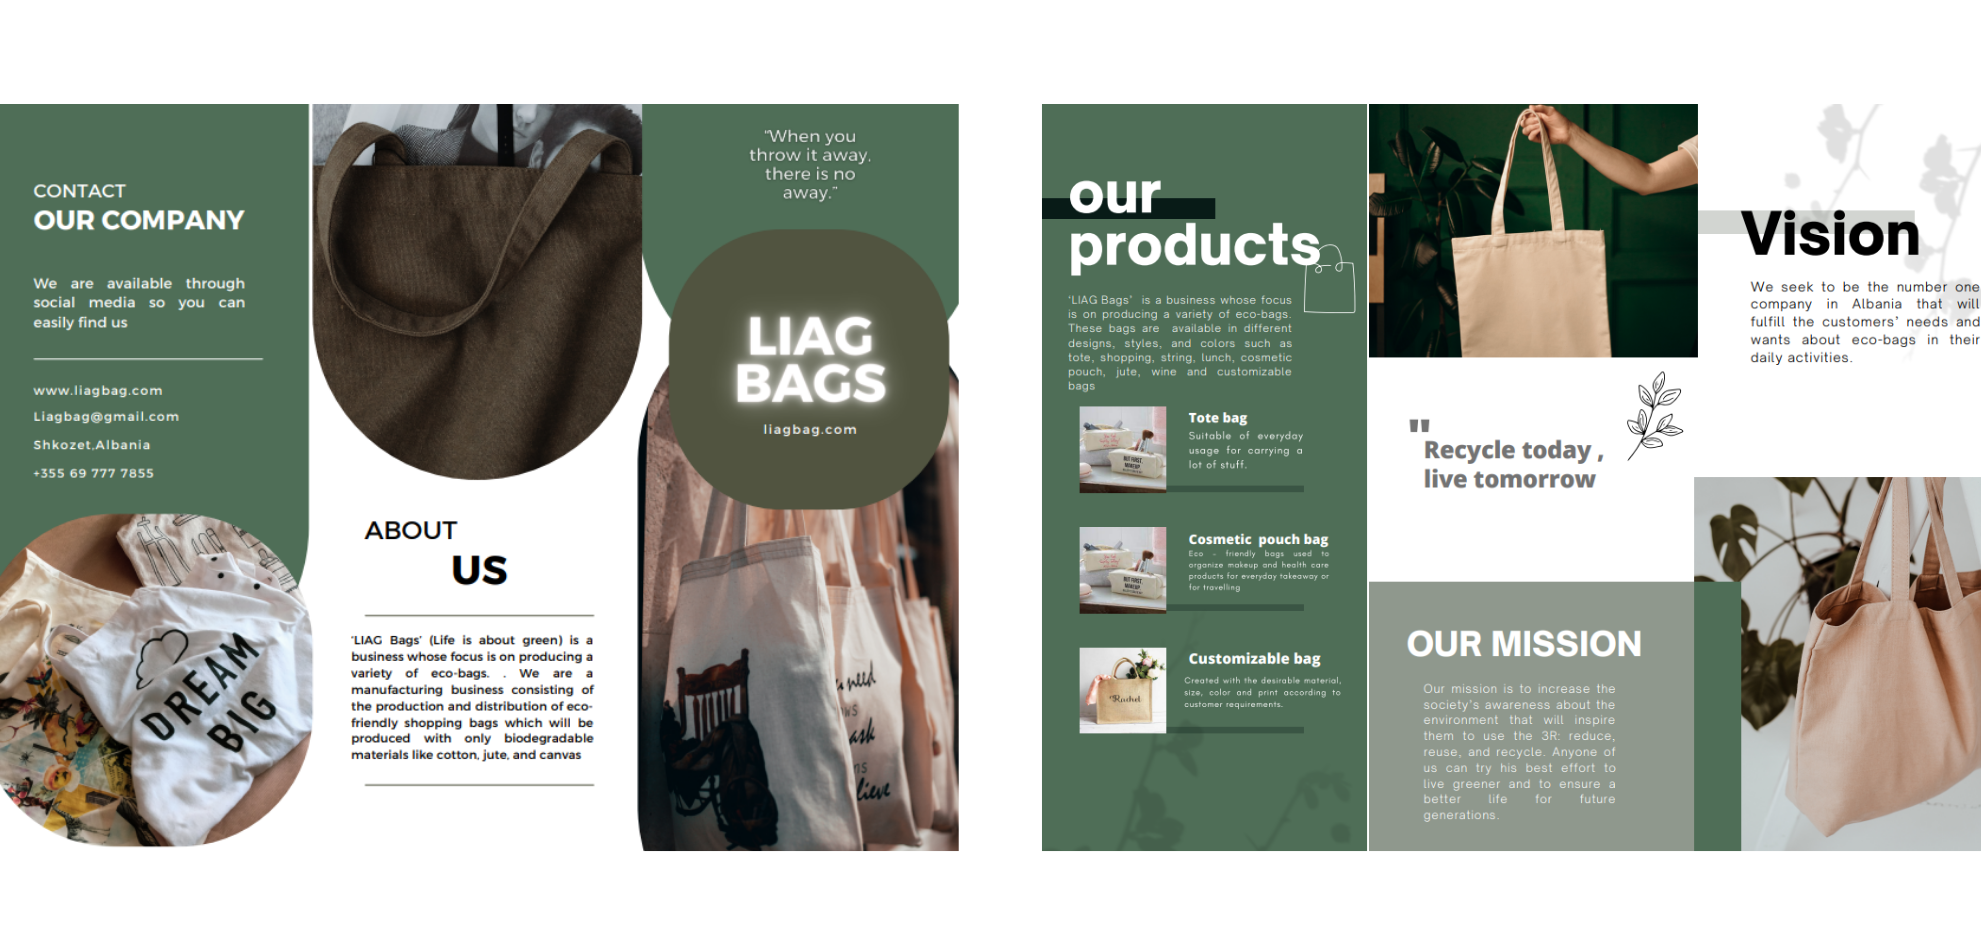 CONTACT
OUR COMPANY
We are available through
social media so you can
easily find us
www.liagbag.com
Liagbag@gmail.com
Shkozet,Albania
+355 69 777 7855
DREAM
BIG
ABOUT
US
'LIAG Bags' (Life is about green) is a
business whose focus is on producing a
variety of eco-bags. . We are a
manufacturing business consisting of
the production and distribution of eco-
friendly shopping bags which will be
produced with only biodegradable
materials like cotton, jute, and canvas
"When you
throw it away,
there is no
away."
LIAG
BAGS
liagbag.com
need
ask
lieve
our
products
'LIAG Bags' is a business whose focus
is on producing a variety of eco-bags.
These bags are available in different
designs, styles, and colors such as
tote, shopping, string, lunch, cosmetic
pouch, jute, wine and customizable
bags
Tote bag
Suitable of everyday
usage for carrying a
lot of stuff.
BUT FIRST,
MAKEUP
Cosmetic pouch bag
Eco - friendly bags used to
organize makeup and health care
products for everyday takeaway or
for travelling
BUT FIRST,
MAKEUP
Customizable bag
Created with the desirable material,
size, color and print according to
customer requirements.
Rachel
"Recycle today ,
live tomorrow
OUR MISSION
Our mission is to increase the
society's awareness about the
environment that will inspire
them to use the 3R: reduce,
reuse, and recycle. Anyone of
us can try his best effort to
live greener and to ensure a
better life for future
generations.
Vision
We seek to be the number one
company in Albania that will
fulfill the customers' needs and
wants about eco-bags in their
daily activities.